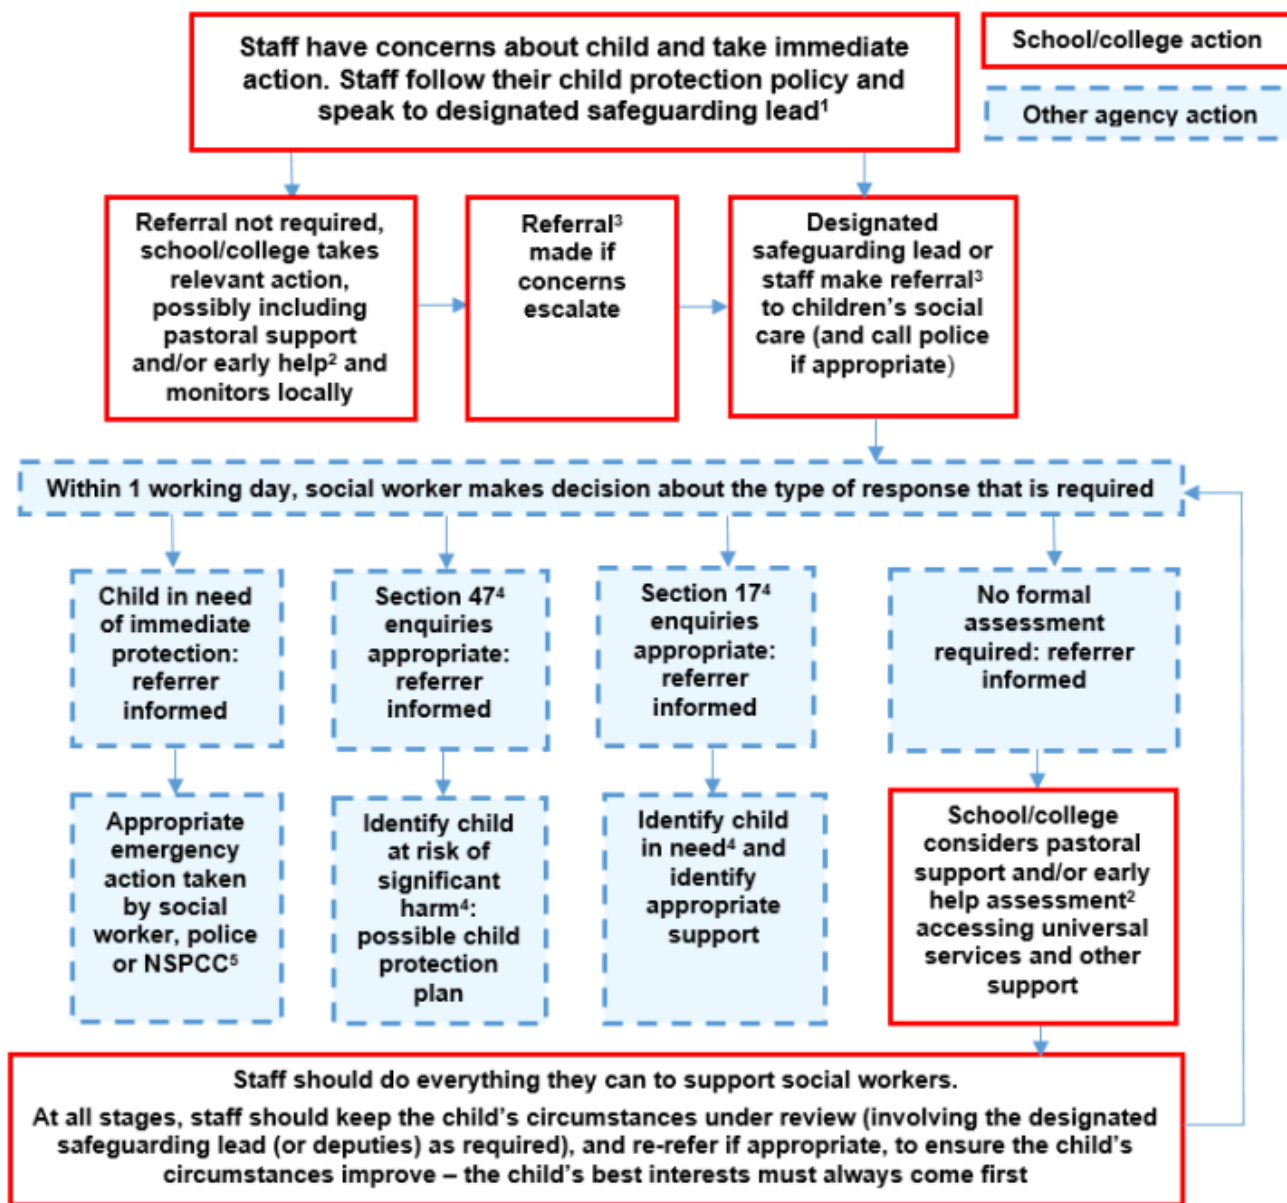 Staff have concerns about child and take immediate
action. Staff follow their child protection policy and
speak to designated safeguarding lead¹
School/college action
Other agency action
Referral not required,
school/college takes
relevant action,
possibly including
pastoral support
and/or early help² and
monitors locally
Referral³
made if
concerns
escalate
Designated
safeguarding lead or
staff make referral³
to children's social
care (and call police
if appropriate)
Within 1 working day, social worker makes decision about the type of response that is required
Child in need
of immediate
protection:
referrer
informed
Section 47⁴
enquiries
appropriate:
referrer
informed
Section 17⁴
enquiries
appropriate:
referrer
informed
No formal
assessment
required: referrer
informed
Appropriate
emergency
action taken
by social
worker, police
or NSPCC⁵
Identify child
at risk of
significant
harm⁴:
possible child
protection
plan
Identify child
in need⁴ and
identify
appropriate
support
School/college
considers pastoral
support and/or early
help assessment²
accessing universal
services and other
support
Staff should do everything they can to support social workers.
At all stages, staff should keep the child's circumstances under review (involving the designated
safeguarding lead (or deputies) as required), and re-refer if appropriate, to ensure the child's
circumstances improve – the child's best interests must always come first